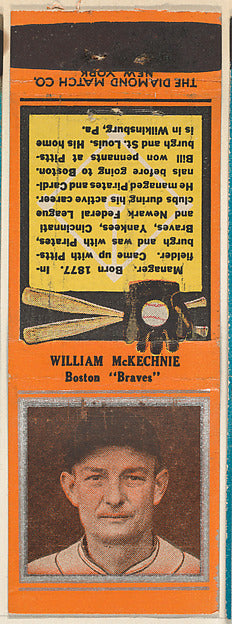 WILLIAM McKECHNIE
Boston "Braves"
Manager. Born 1877. In-
fielder. Came up with Pitts-
burgh and was with Pirates,
Braves, Yankees, Cincinnati
and Newark Federal League
clubs during his active career.
He managed Pirates and Cardi-
nals before going to Boston.
Bill won pennants at Pitts-
burgh and St. Louis. His home
is in Wilkinsburg, Pa.
THE DIAMOND MATCH CO.
NEW YORK